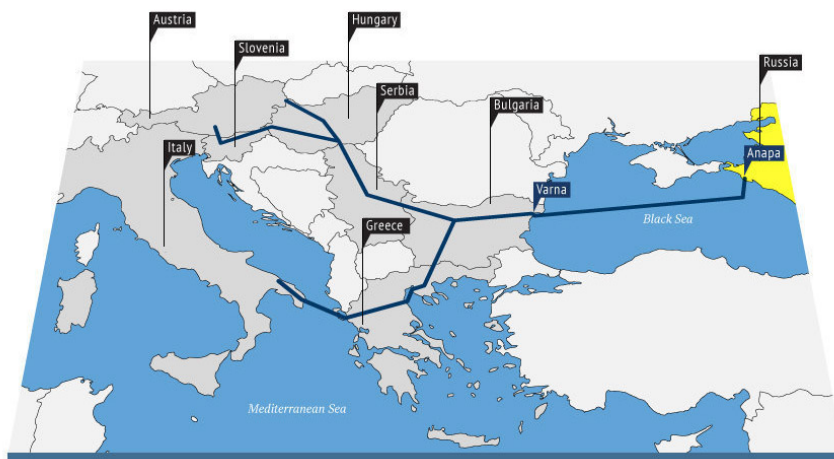 Austria
Hungary
Slovenia
Russia
Serbia
Bulgaria
Italy
Anapa
Varna
Black Sea
Greece
Mediterranean Sea